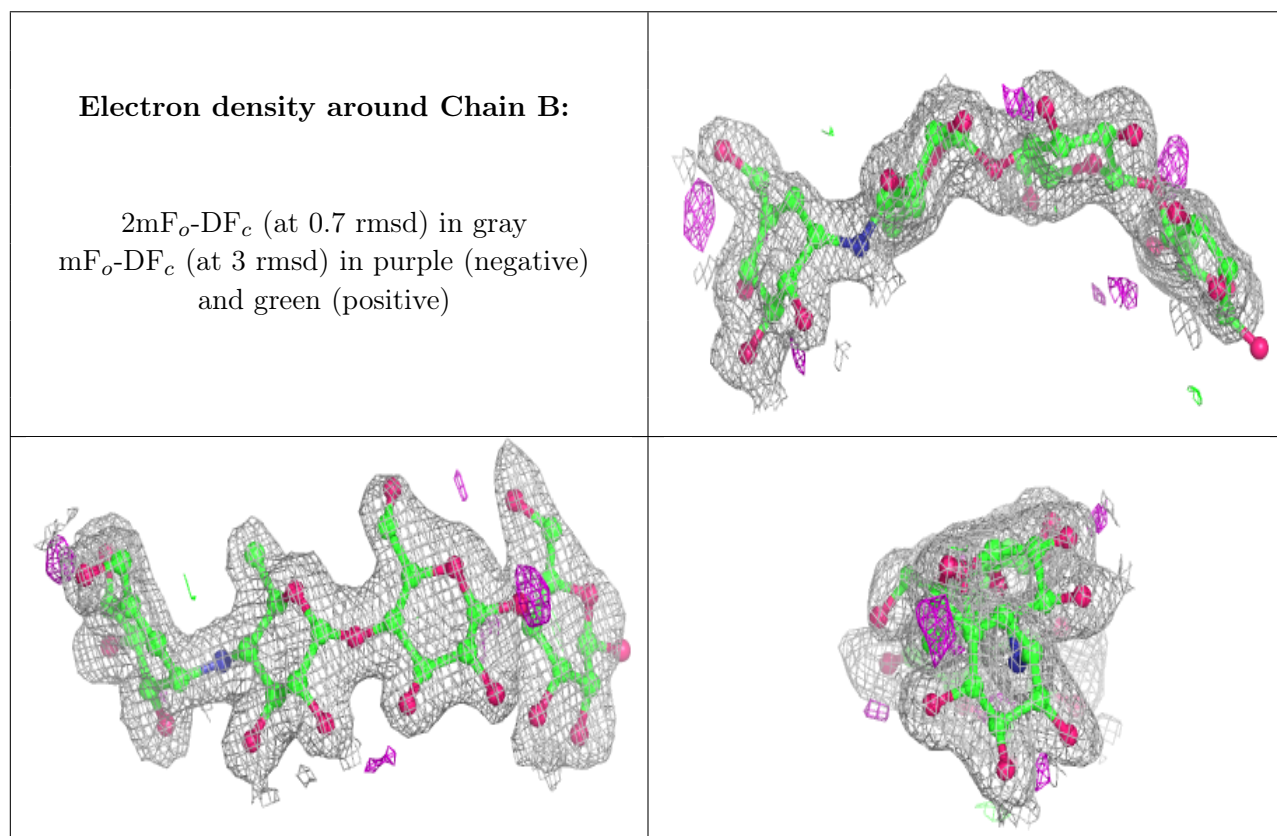 Electron density around Chain B:
2mFo-DFc (at 0.7 rmsd) in gray
mFo-DFc (at 3 rmsd) in purple (negative)
and green (positive)